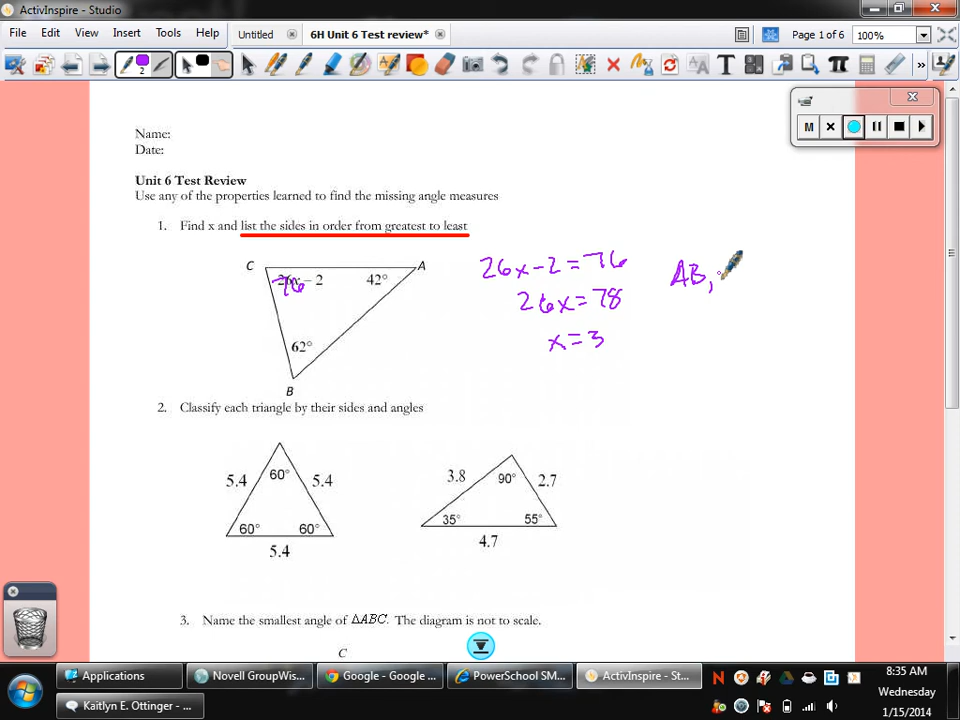 ActivInspire - Studio
File Edit View Insert Tools Help
Untitled
6H Unit 6 Test review*
Page 1 of 6
100%
2
M
Name:
Date:
Unit 6 Test Review
Use any of the properties learned to find the missing angle measures
1. Find x and list the sides in order from greatest to least
C
A
26x – 2
76
42°
62°
B
26x-2=76
26x=78
x=3
AB,
2. Classify each triangle by their sides and angles
5.4
60°
5.4
60°
60°
5.4
3.8
90°
2.7
35°
55°
4.7
3. Name the smallest angle of ΔABC. The diagram is not to scale.
C
Applications
Novell GroupWis...
Google - Google ...
PowerSchool SM...
ActivInspire - Stu...
Kaitlyn E. Ottinger - ...
8:35 AM
Wednesday
1/15/2014